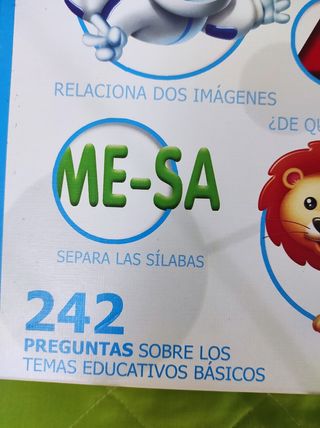 RELACIONA DOS IMÁGENES
¿DE QU
ME-SA
SEPARA LAS SÍLABAS
242
PREGUNTAS SOBRE LOS
TEMAS EDUCATIVOS BÁSICOS